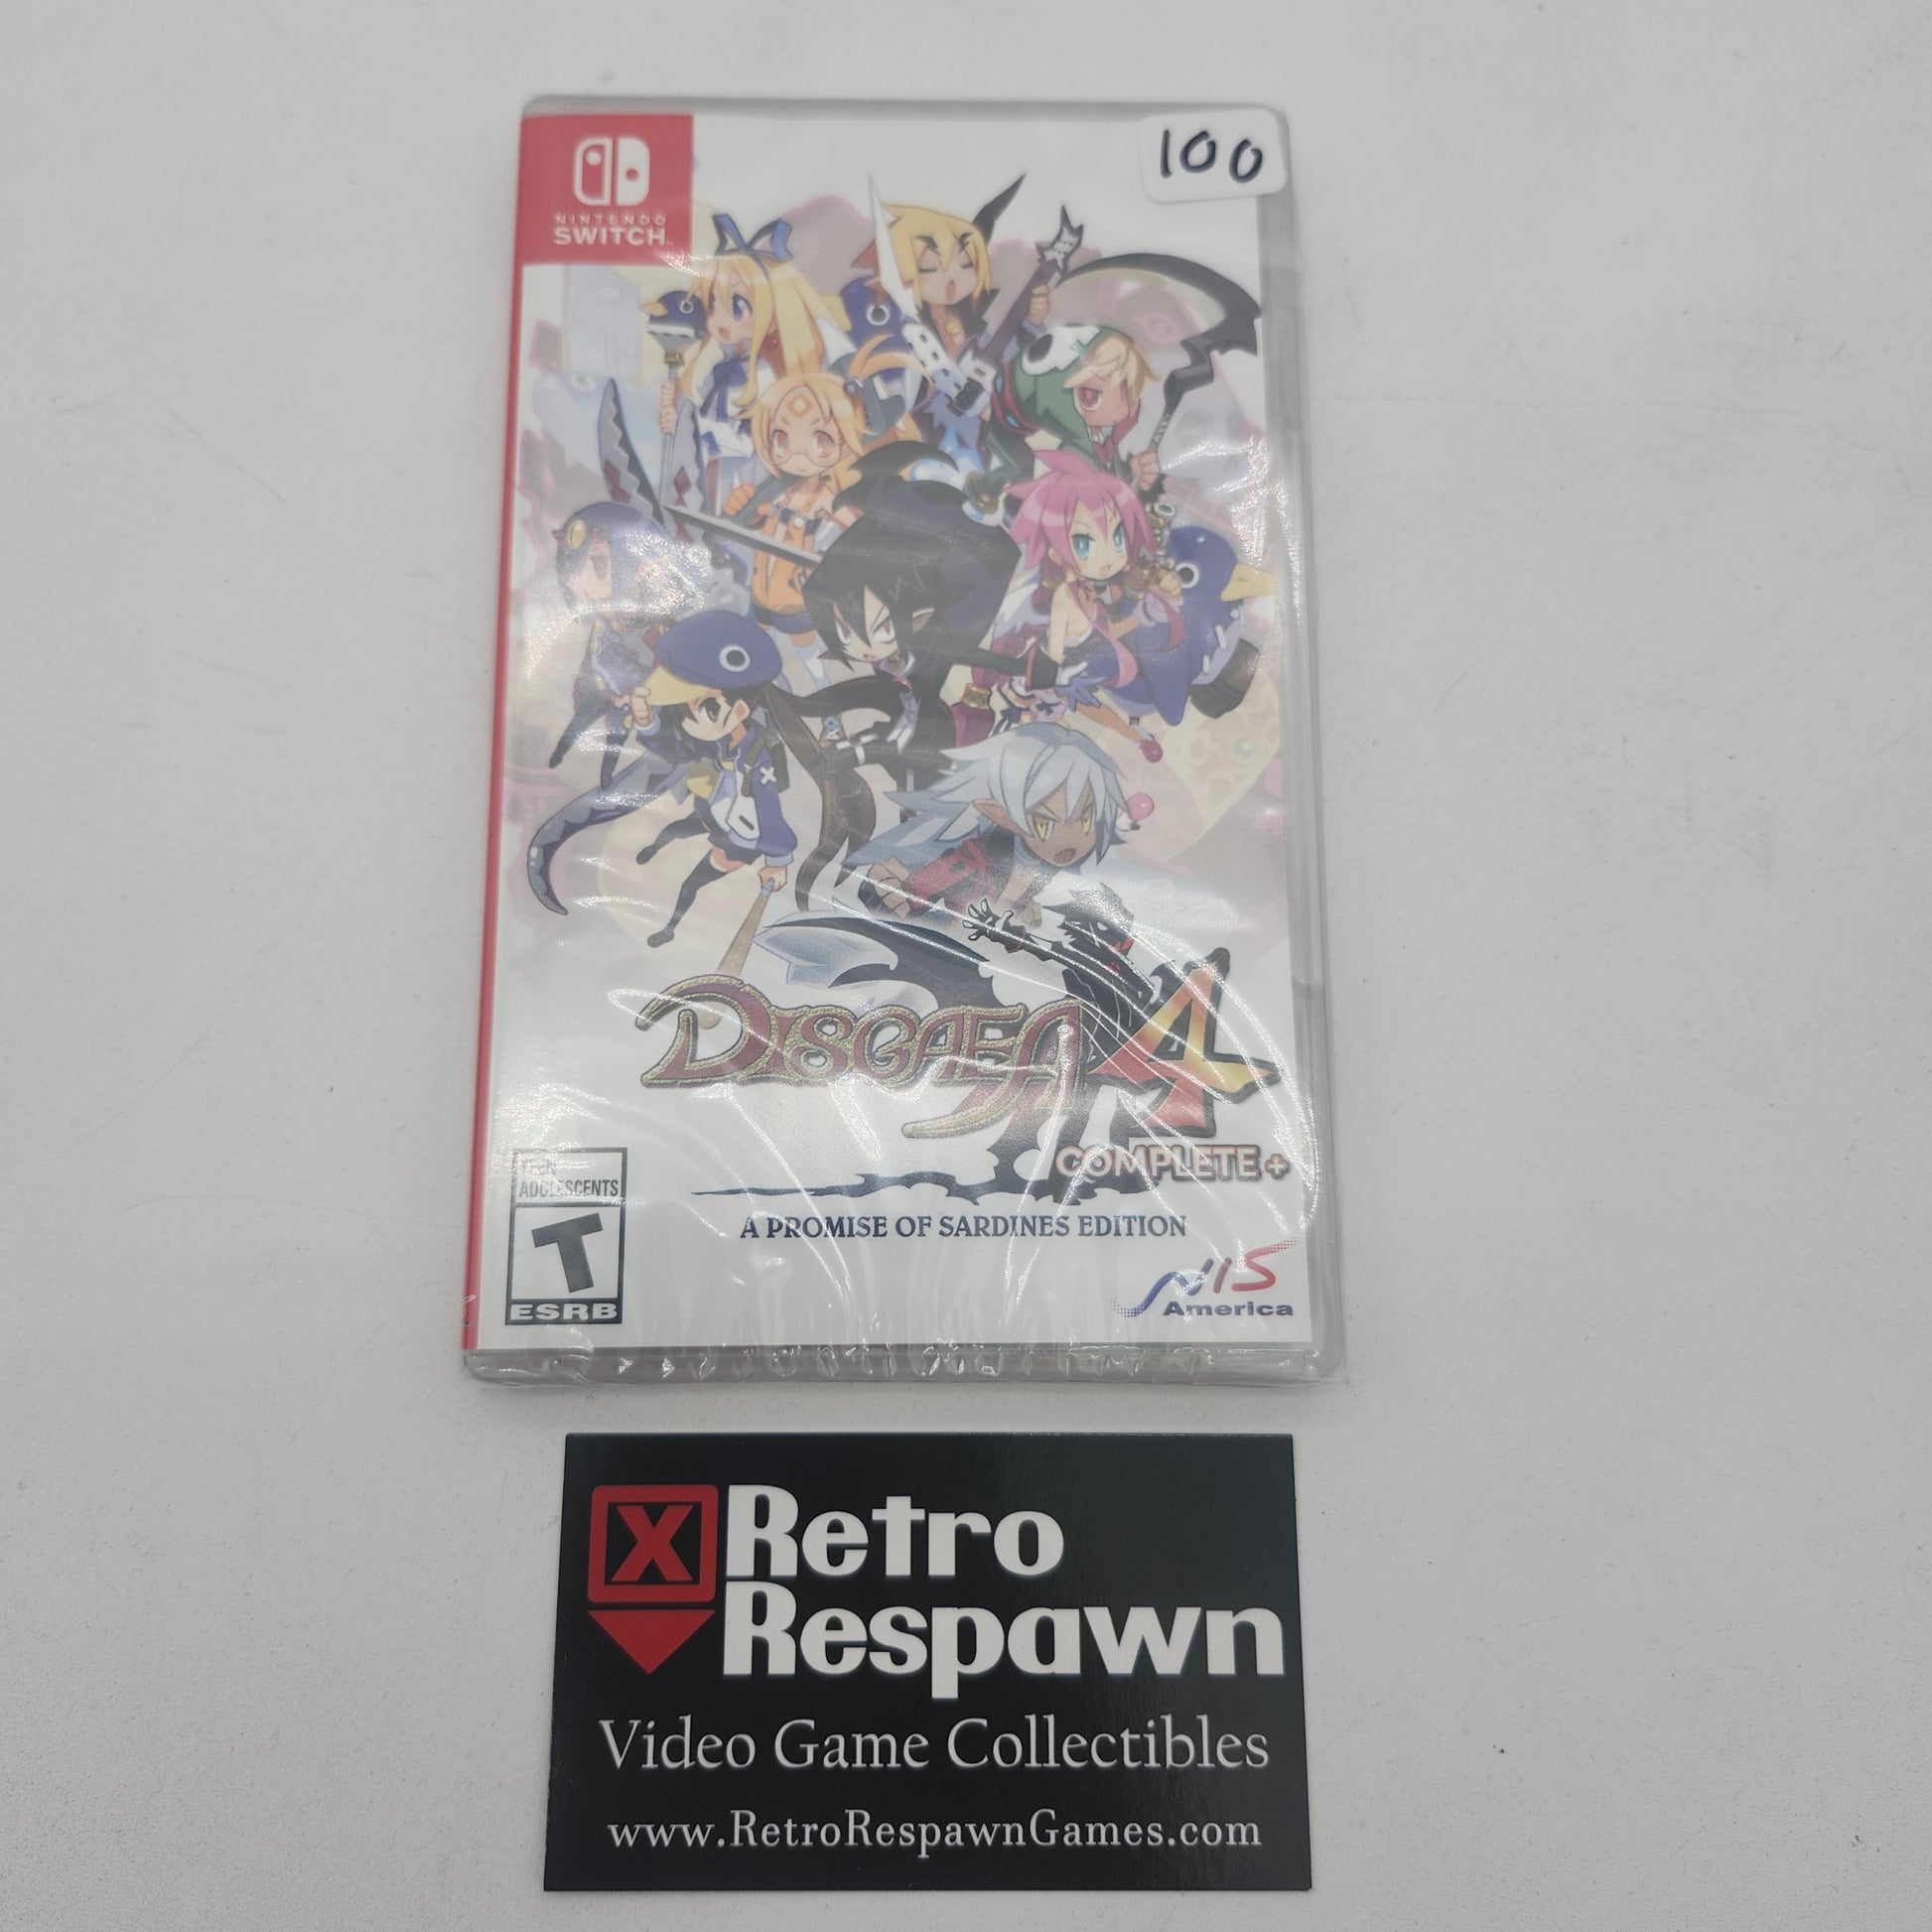 100
NINTENDO
SWITCH
DISGAEA 4
COMPLETE +
TEEN
ADOLESCENTS
T
ESRB
A PROMISE OF SARDINES EDITION
NIS
America
X Retro
Respawn
Video Game Collectibles
www.RetroRespawnGames.com